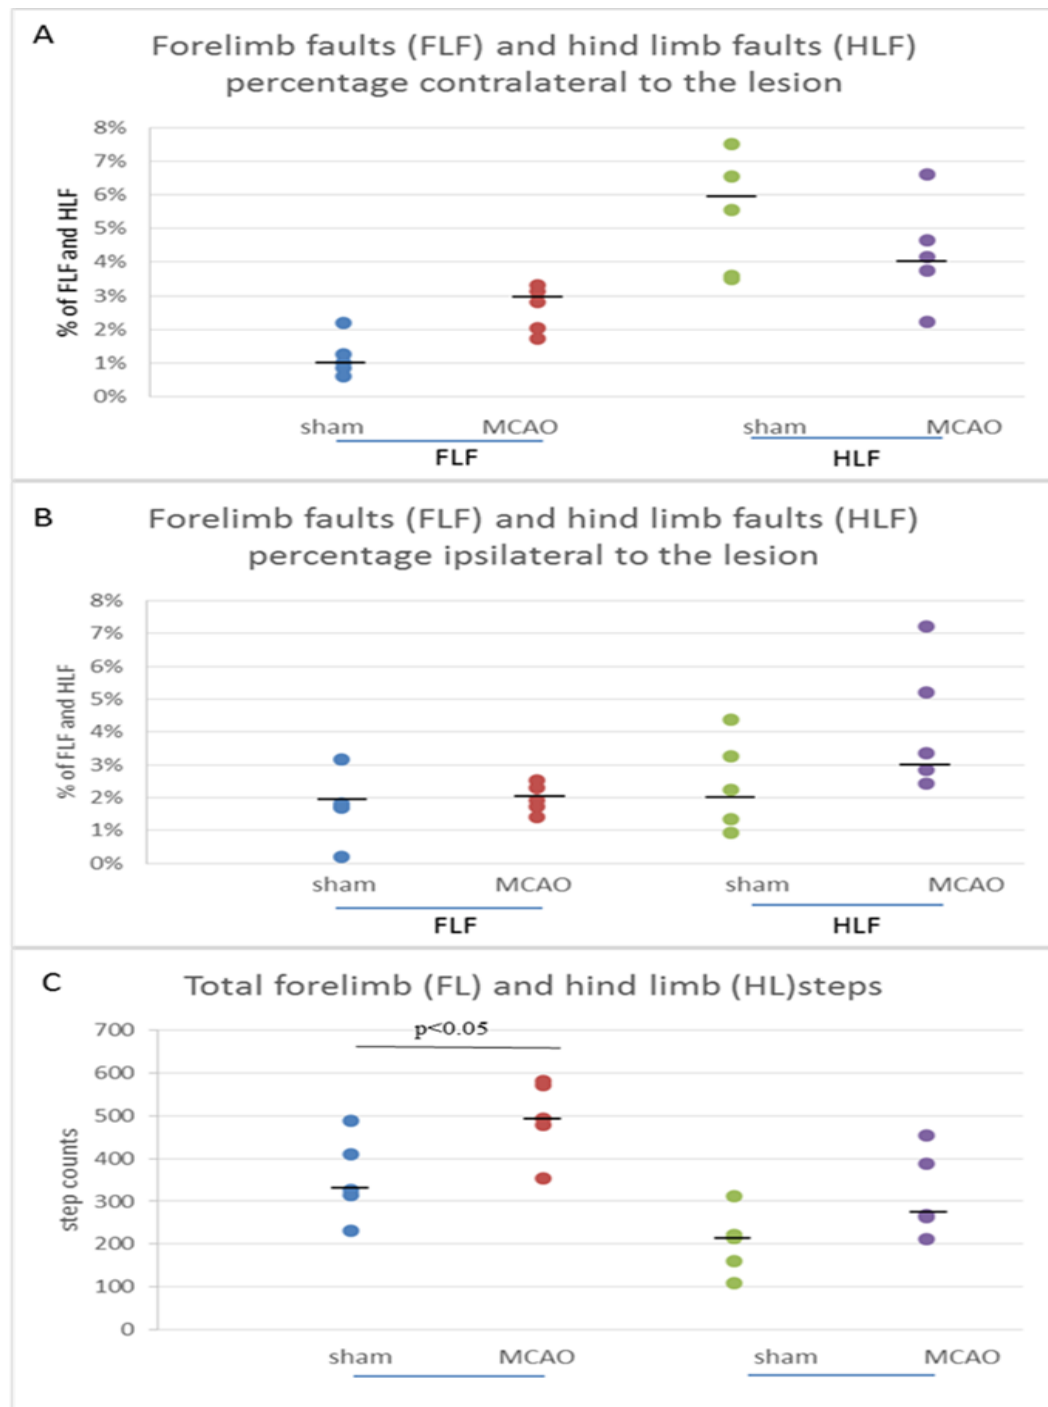 A
Forelimb faults (FLF) and hind limb faults (HLF)
percentage contralateral to the lesion
% of FLF and HLF
8%
7%
6%
5%
4%
3%
2%
1%
0%
sham MCAO sham MCAO
FLF HLF
B
Forelimb faults (FLF) and hind limb faults (HLF)
percentage ipsilateral to the lesion
% of FLF and HLF
8%
7%
6%
5%
4%
3%
2%
1%
0%
sham MCAO sham MCAO
FLF HLF
C
Total forelimb (FL) and hind limb (HL)steps
p<0.05
step counts
700
600
500
400
300
200
100
0
sham MCAO sham MCAO